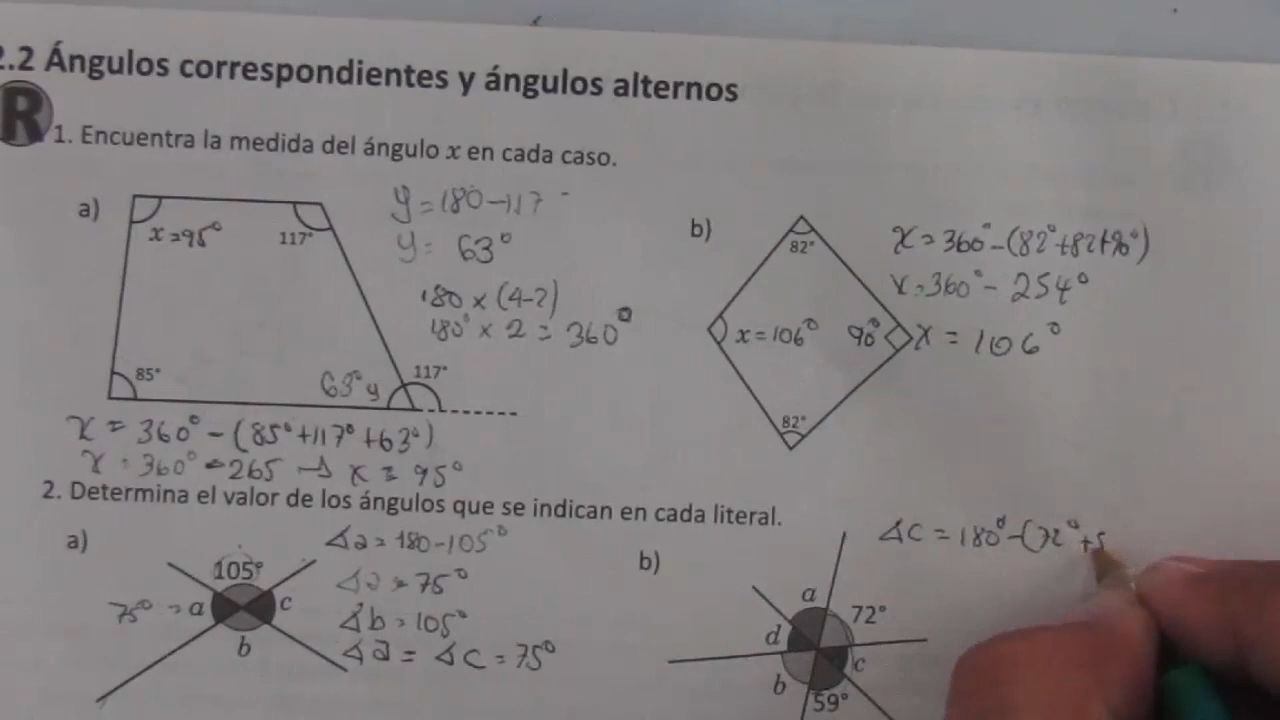 2.2 Ángulos correspondientes y ángulos alternos
R
1. Encuentra la medida del ángulo x en cada caso.
a)
x=95°
117°
85°
63° y
117°
y=180-117
y= 63°
180 x (4-2)
180° x 2 = 360°
x = 360° - (85°+117°+63°)
x = 360° - 265 → x = 95°
b)
82°
x=106°
90°
82°
x = 360° - (82°+82+90°)
x = 360° - 254°
x = 106°
2. Determina el valor de los ángulos que se indican en cada literal.
a)
105°
75° = a
c
b
∡a = 180-105°
∡a = 75°
∡b = 105°
∡a = ∡c = 75°
b)
a
72°
d
c
b
59°
∡c = 180° - (72° + 5